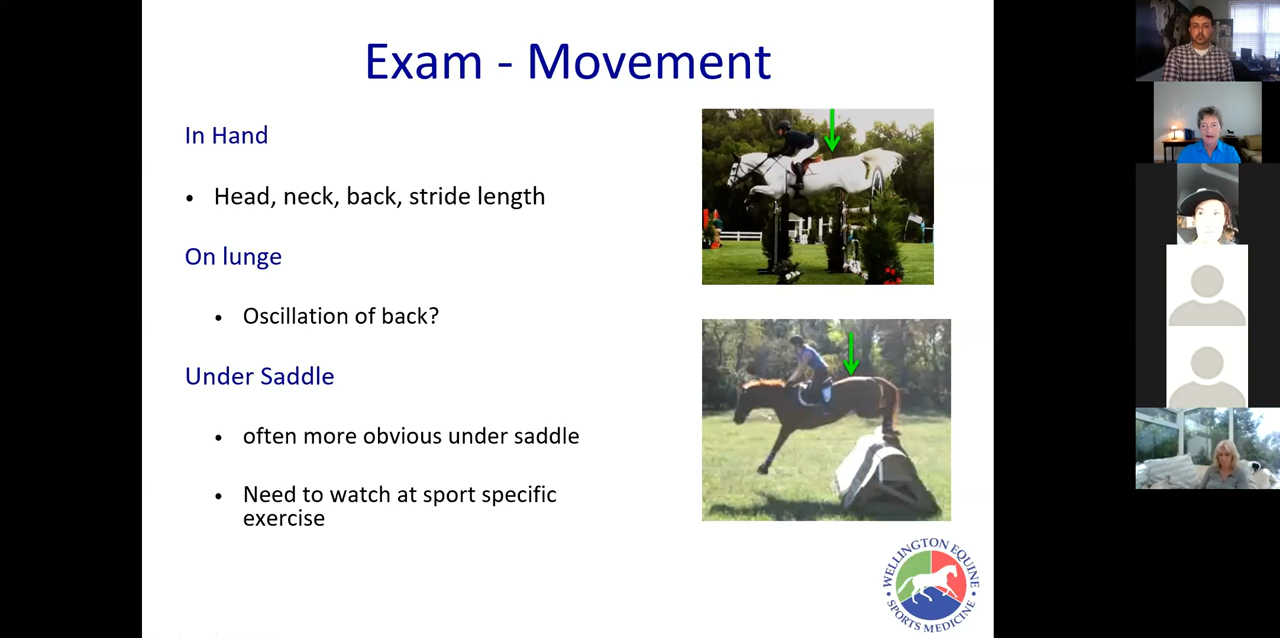 Exam - Movement
In Hand
• Head, neck, back, stride length
On lunge
• Oscillation of back?
Under Saddle
• often more obvious under saddle
• Need to watch at sport specific
exercise
WELLINGTON EQUINE
• SPORTS MEDICINE •